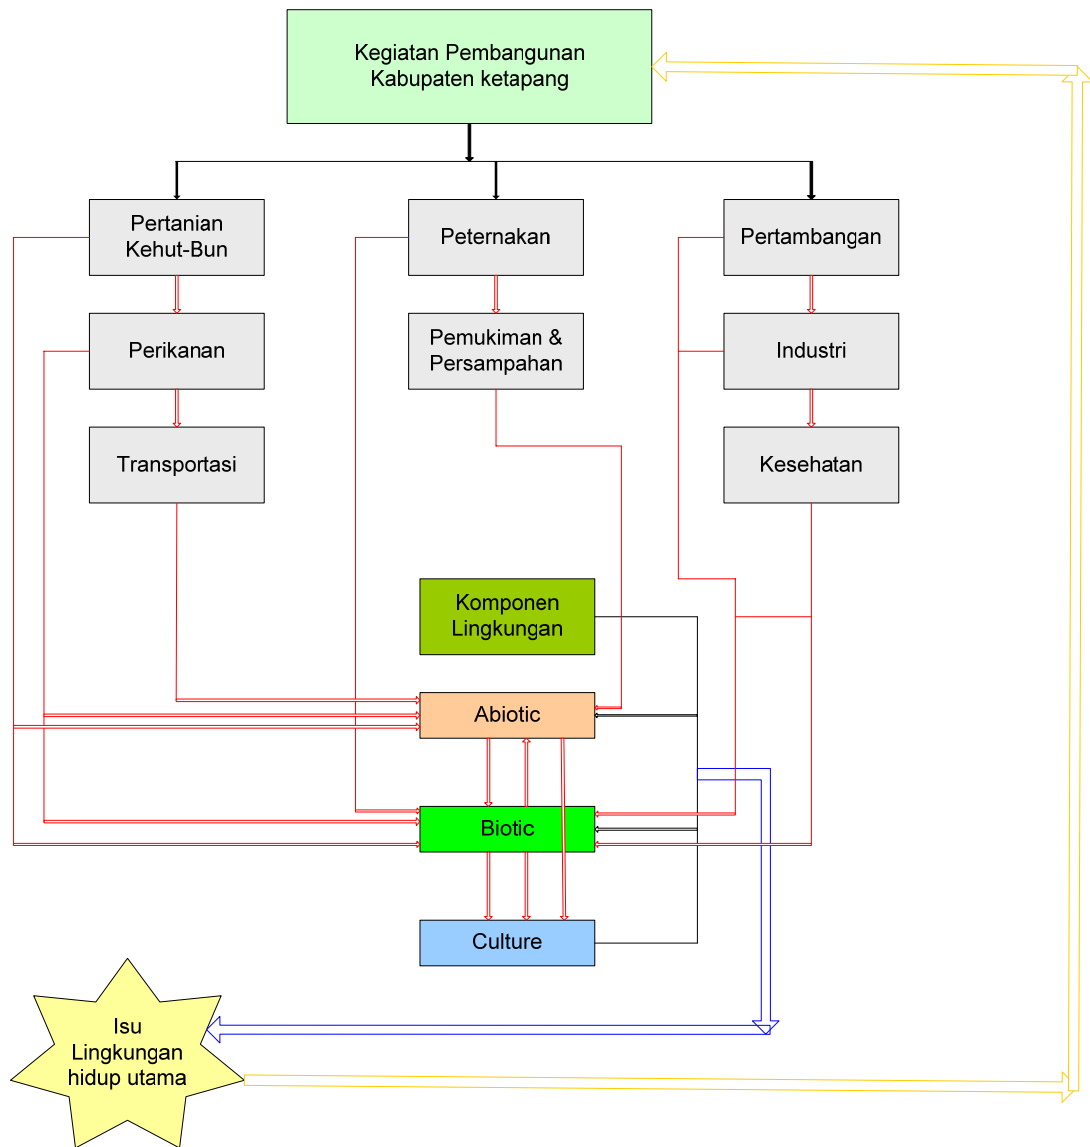 Kegiatan Pembangunan
Kabupaten ketapang
Pertanian
Kehut-Bun
Peternakan
Pertambangan
Perikanan
Pemukiman &
Persampahan
Industri
Transportasi
Kesehatan
Komponen
Lingkungan
Abiotic
Biotic
Culture
Isu
Lingkungan
hidup utama